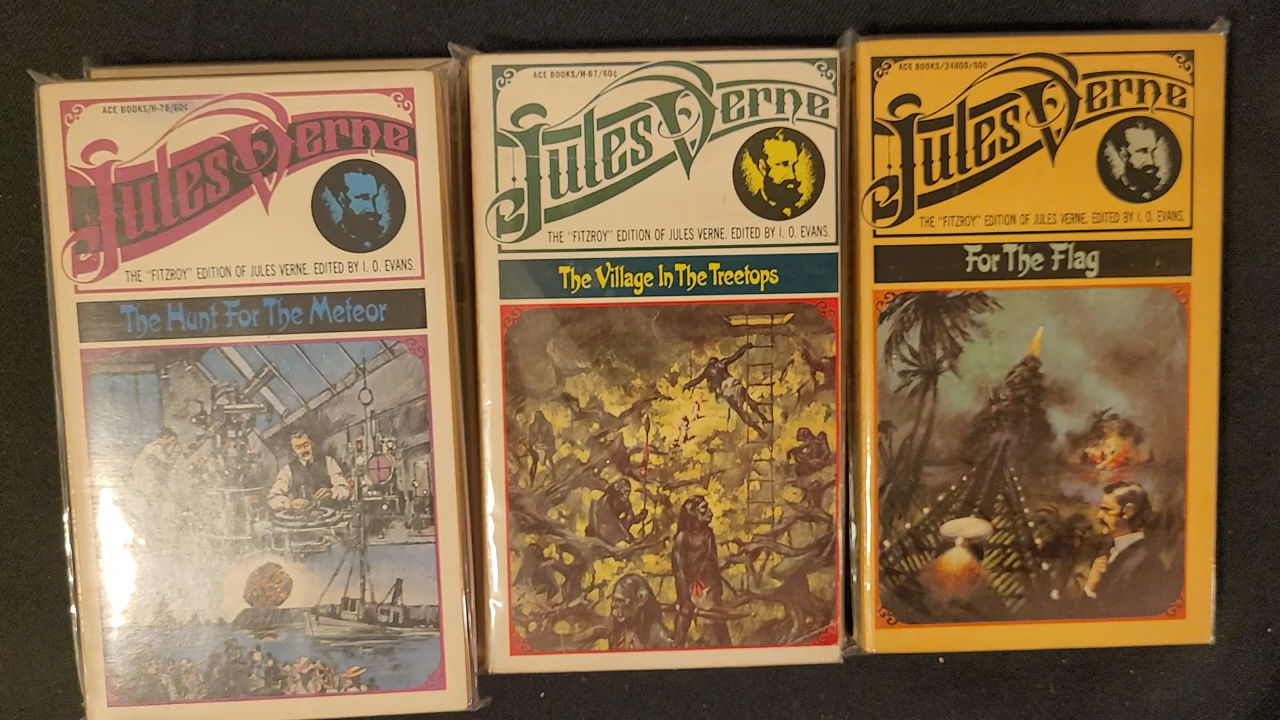 ACE BOOKS/H-78/60¢
Jules Verne
THE "FITZROY" EDITION OF JULES VERNE. EDITED BY I. O. EVANS.
The Hunt For The Meteor
ACE BOOKS/H-67/60¢
Jules Verne
THE "FITZROY" EDITION OF JULES VERNE. EDITED BY I. O. EVANS.
The Village In The Treetops
ACE BOOKS/24800/60¢
Jules Verne
THE "FITZROY" EDITION OF JULES VERNE. EDITED BY I. O. EVANS.
For The Flag